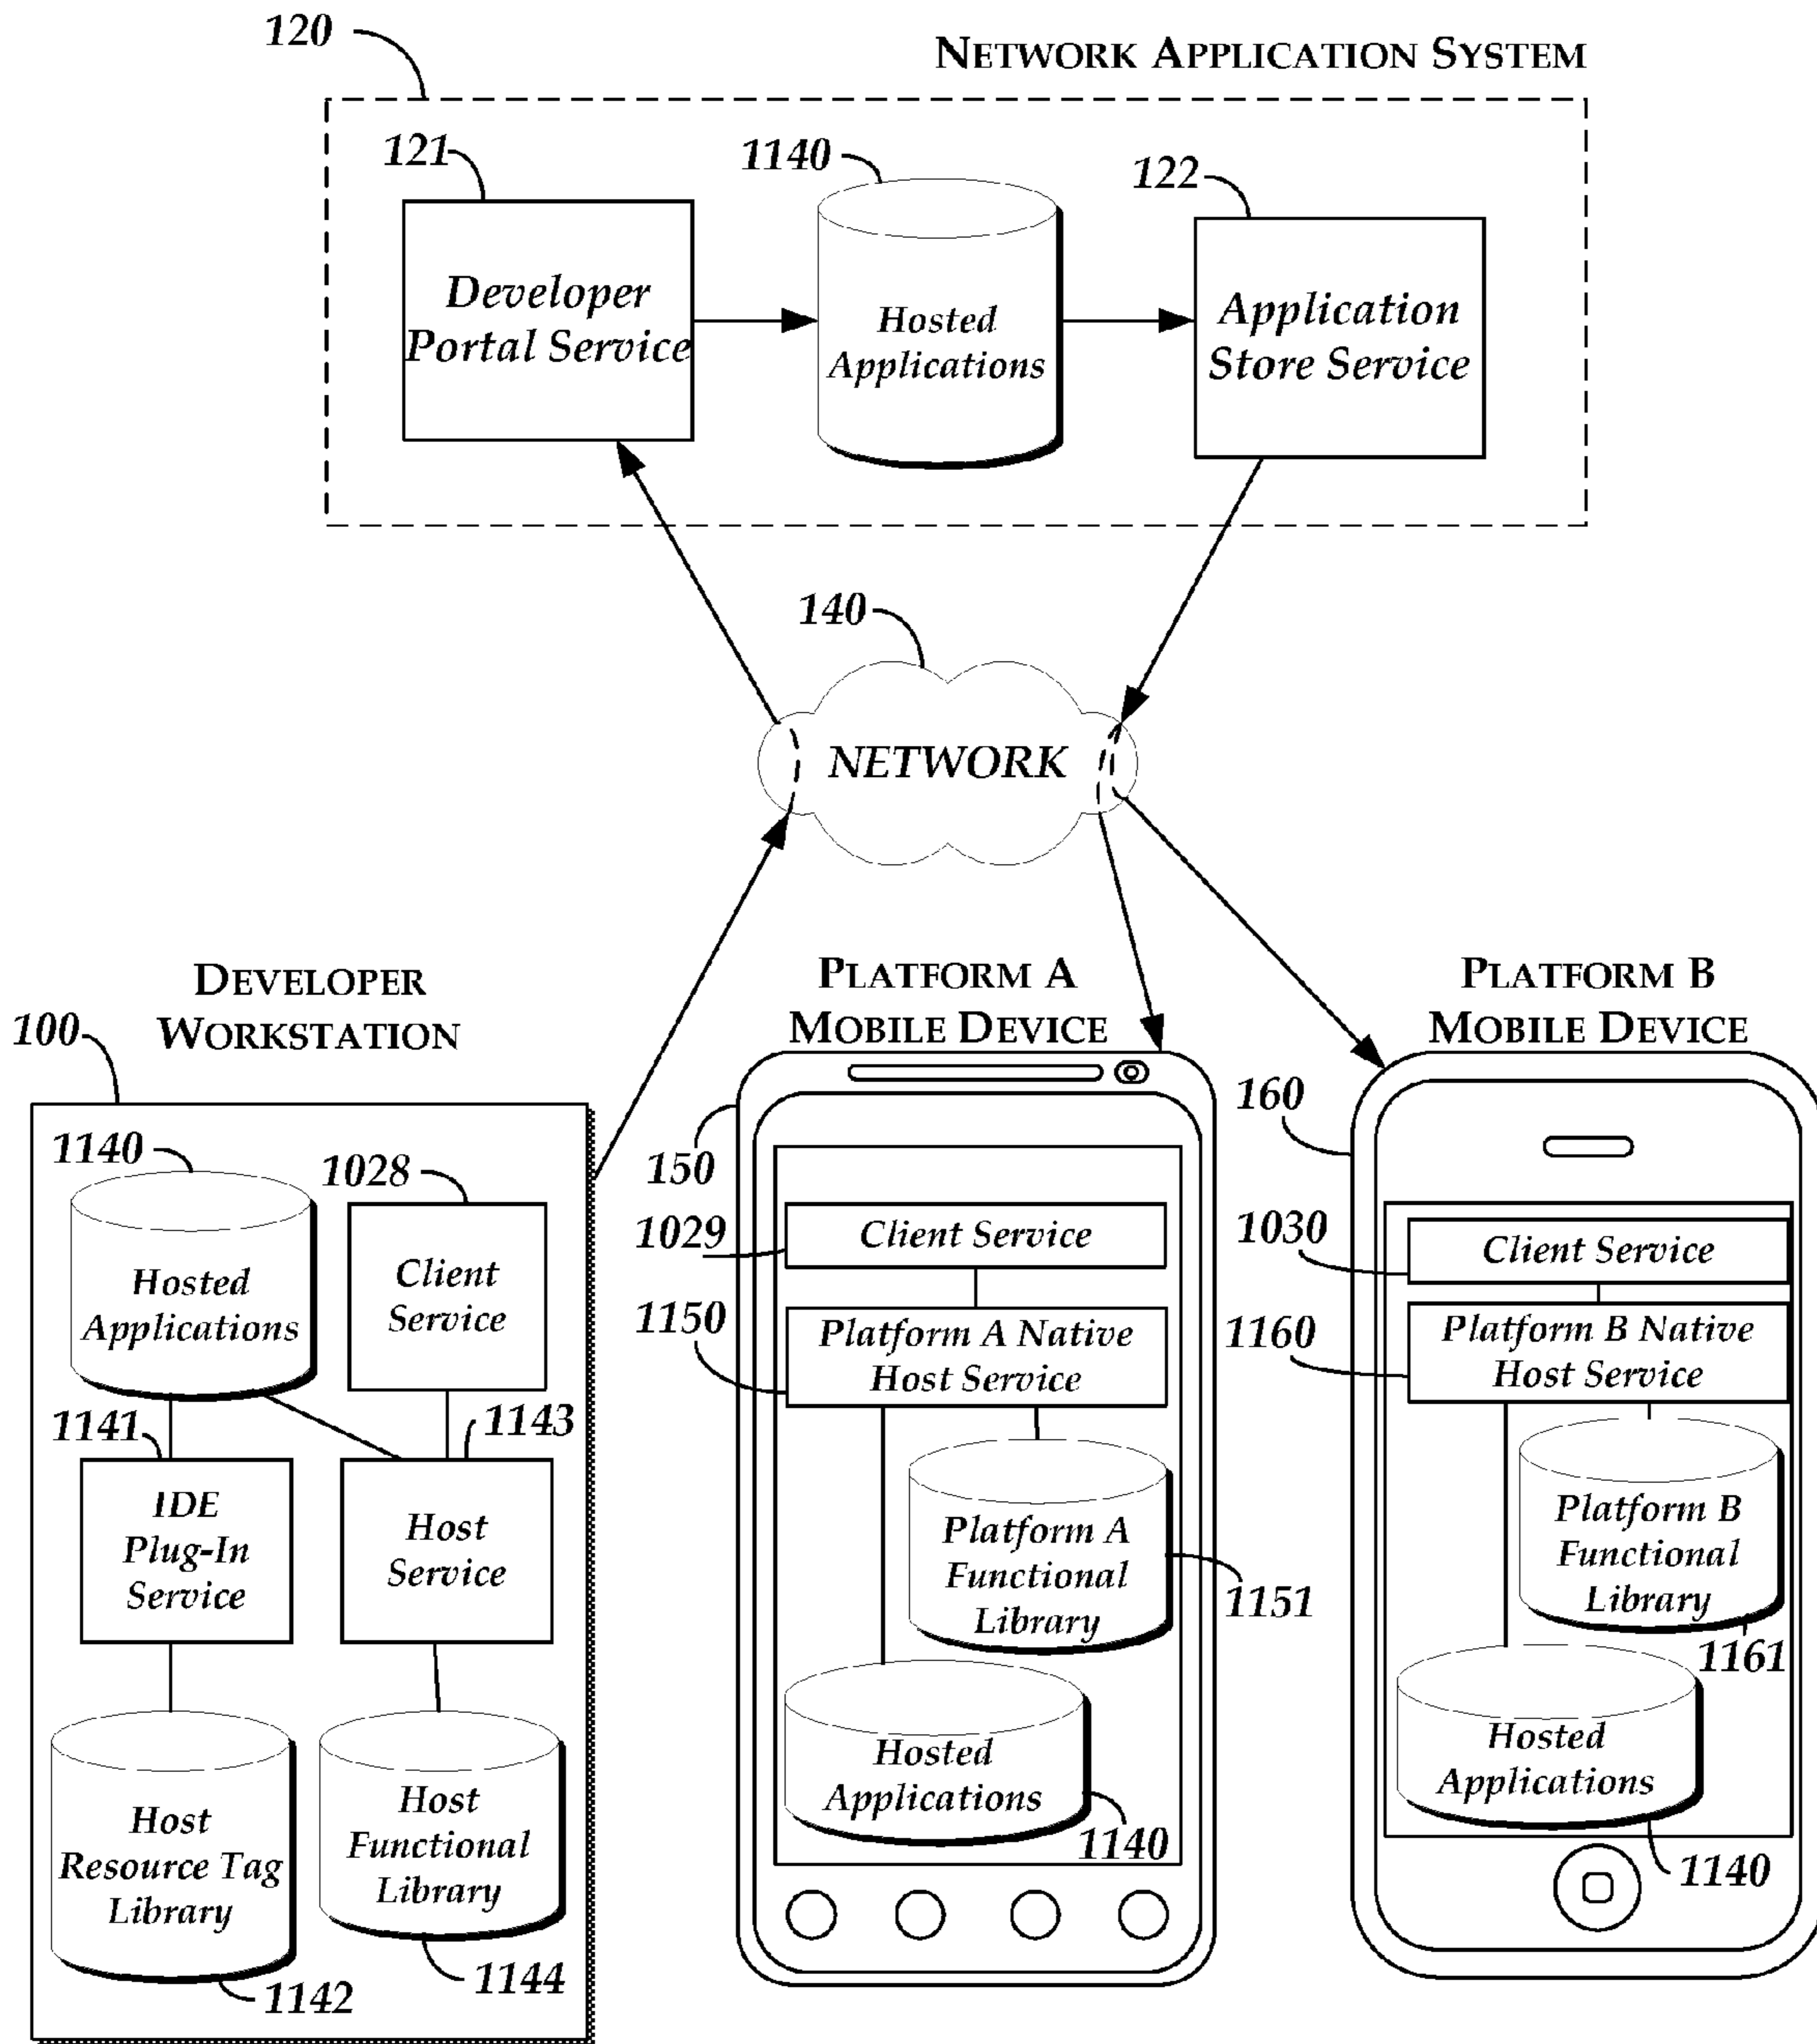 120
NETWORK APPLICATION SYSTEM
121
1140
122
Developer
Portal Service
Hosted
Applications
Application
Store Service
140
NETWORK
DEVELOPER
WORKSTATION
100
1140
1028
Hosted
Applications
Client
Service
1141
1143
IDE
Plug-In
Service
Host
Service
Host
Resource Tag
Library
Host
Functional
Library
1142
1144
PLATFORM A
MOBILE DEVICE
150
1029
Client Service
1150
Platform A Native
Host Service
Platform A
Functional
Library
1151
Hosted
Applications
1140
PLATFORM B
MOBILE DEVICE
160
1030
Client Service
1160
Platform B Native
Host Service
Platform B
Functional
Library
1161
Hosted
Applications
1140